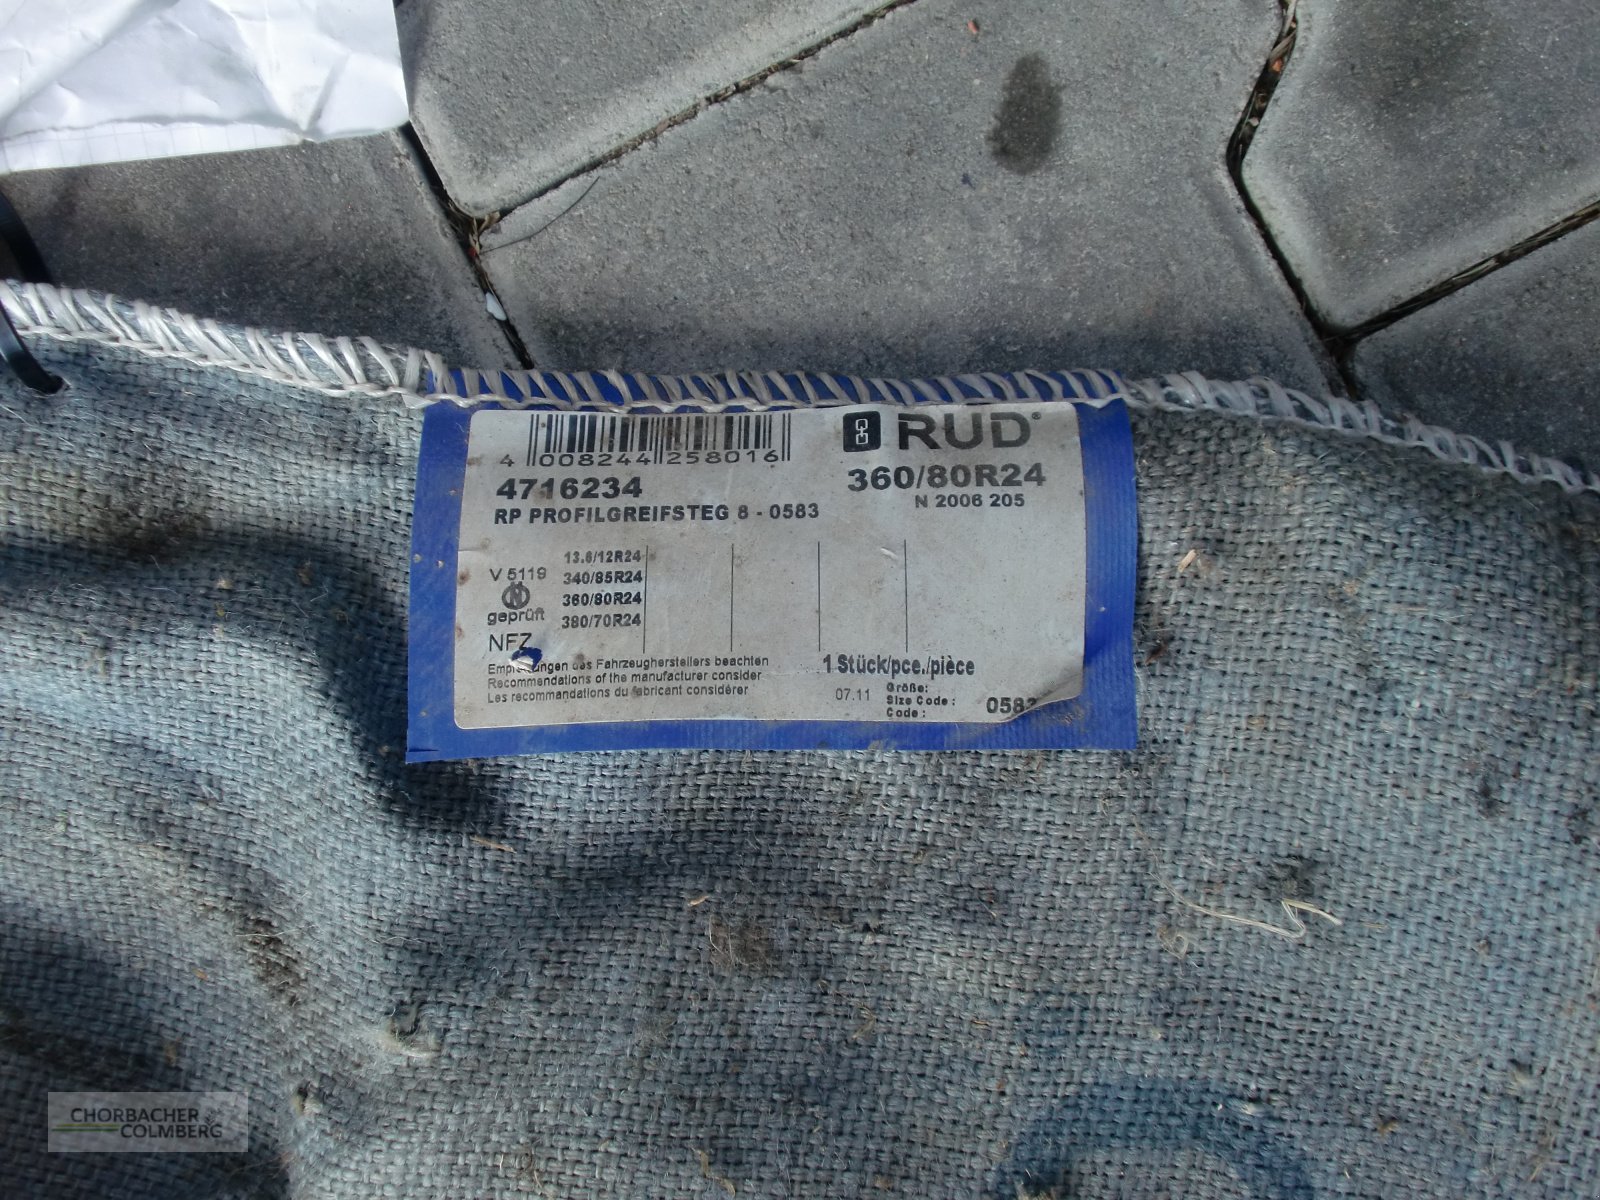 4 008244 258016
RUD®
4716234
360/80R24
N 2006 205
RP PROFILGREIFSTEG 8 - 0583
13.6/12R24
V 5119 340/85R24
N 360/80R24
geprüft 380/70R24
NFZ
des Fahrzeugherstellers beachten
Recommendations of the manufacturer consider
Les recommandations du fabricant considérer
1 Stück/pce./pièce
07.11
Größe:
Size Code :
Code :
0583
CHORBACHER
COLMBERG